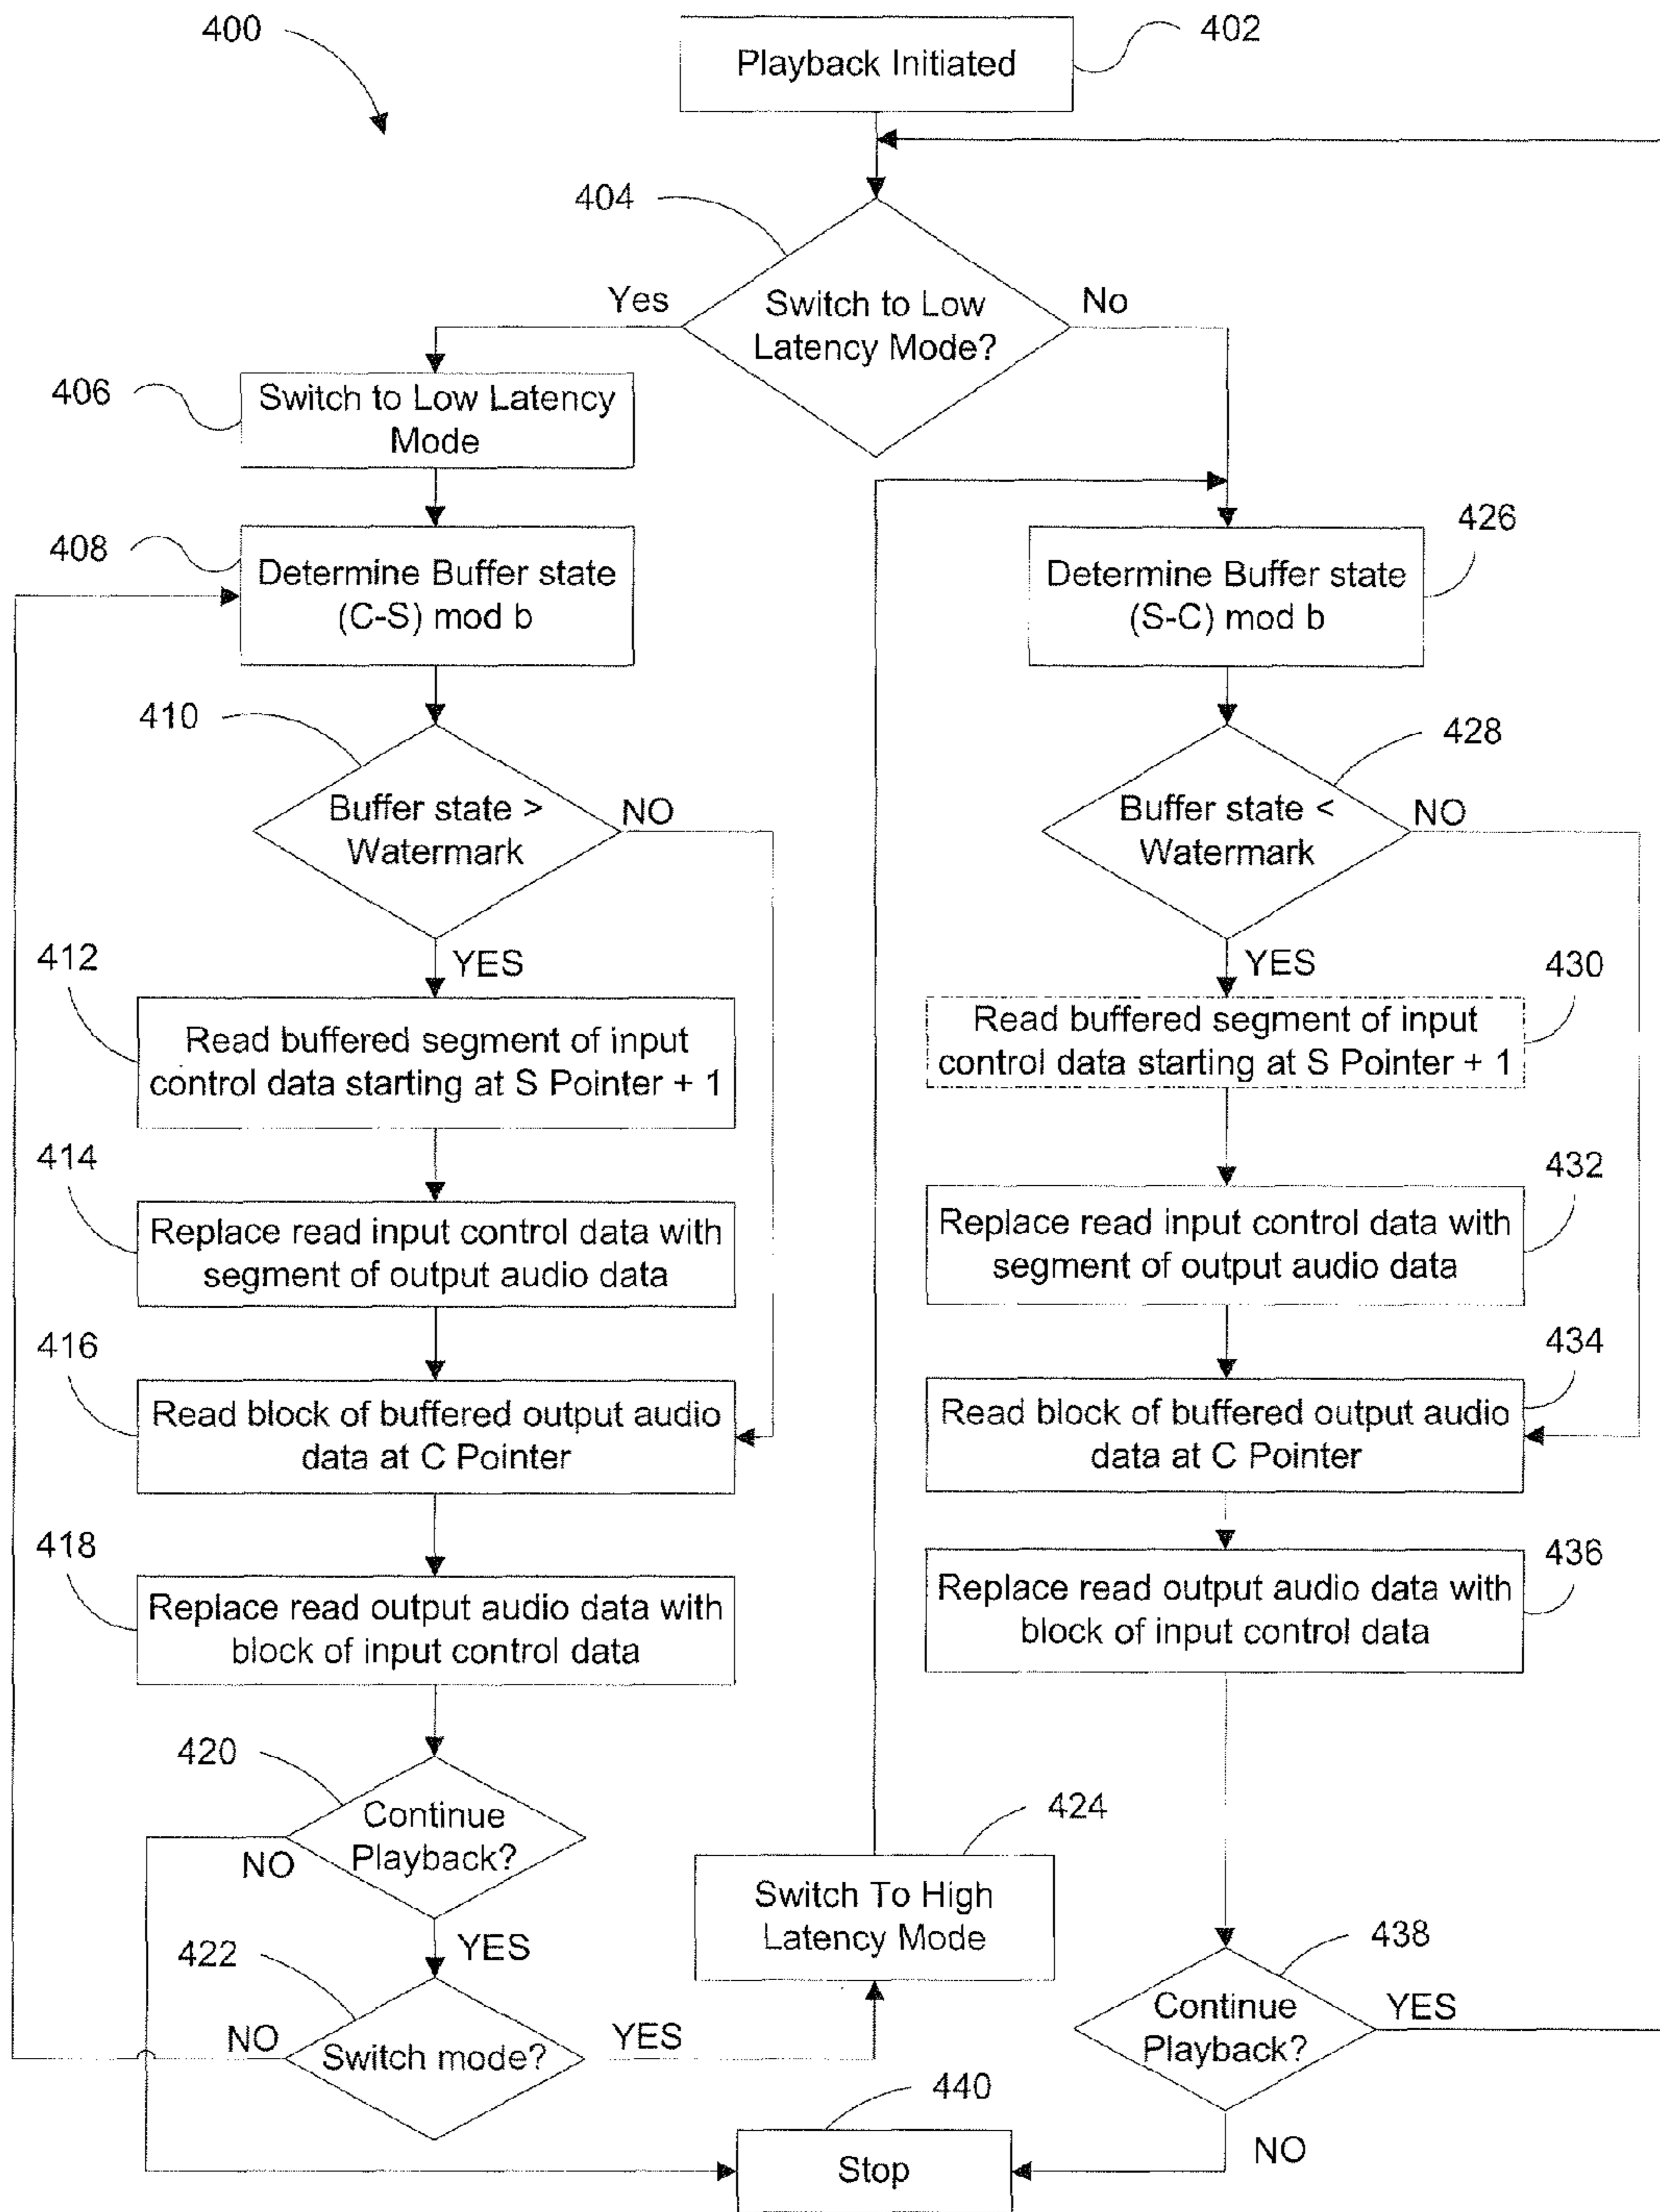 400
Playback Initiated
402
404
Switch to Low
Latency Mode?
Yes
No
406
Switch to Low Latency
Mode
408
Determine Buffer state
(C-S) mod b
426
Determine Buffer state
(S-C) mod b
410
Buffer state >
Watermark
NO
YES
428
Buffer state <
Watermark
NO
YES
412
Read buffered segment of input
control data starting at S Pointer + 1
430
Read buffered segment of input
control data starting at S Pointer + 1
414
Replace read input control data with
segment of output audio data
432
Replace read input control data with
segment of output audio data
416
Read block of buffered output audio
data at C Pointer
434
Read block of buffered output audio
data at C Pointer
418
Replace read output audio data with
block of input control data
436
Replace read output audio data with
block of input control data
420
Continue
Playback?
NO
YES
424
Switch To High
Latency Mode
422
Switch mode?
NO
YES
438
Continue
Playback?
YES
NO
440
Stop